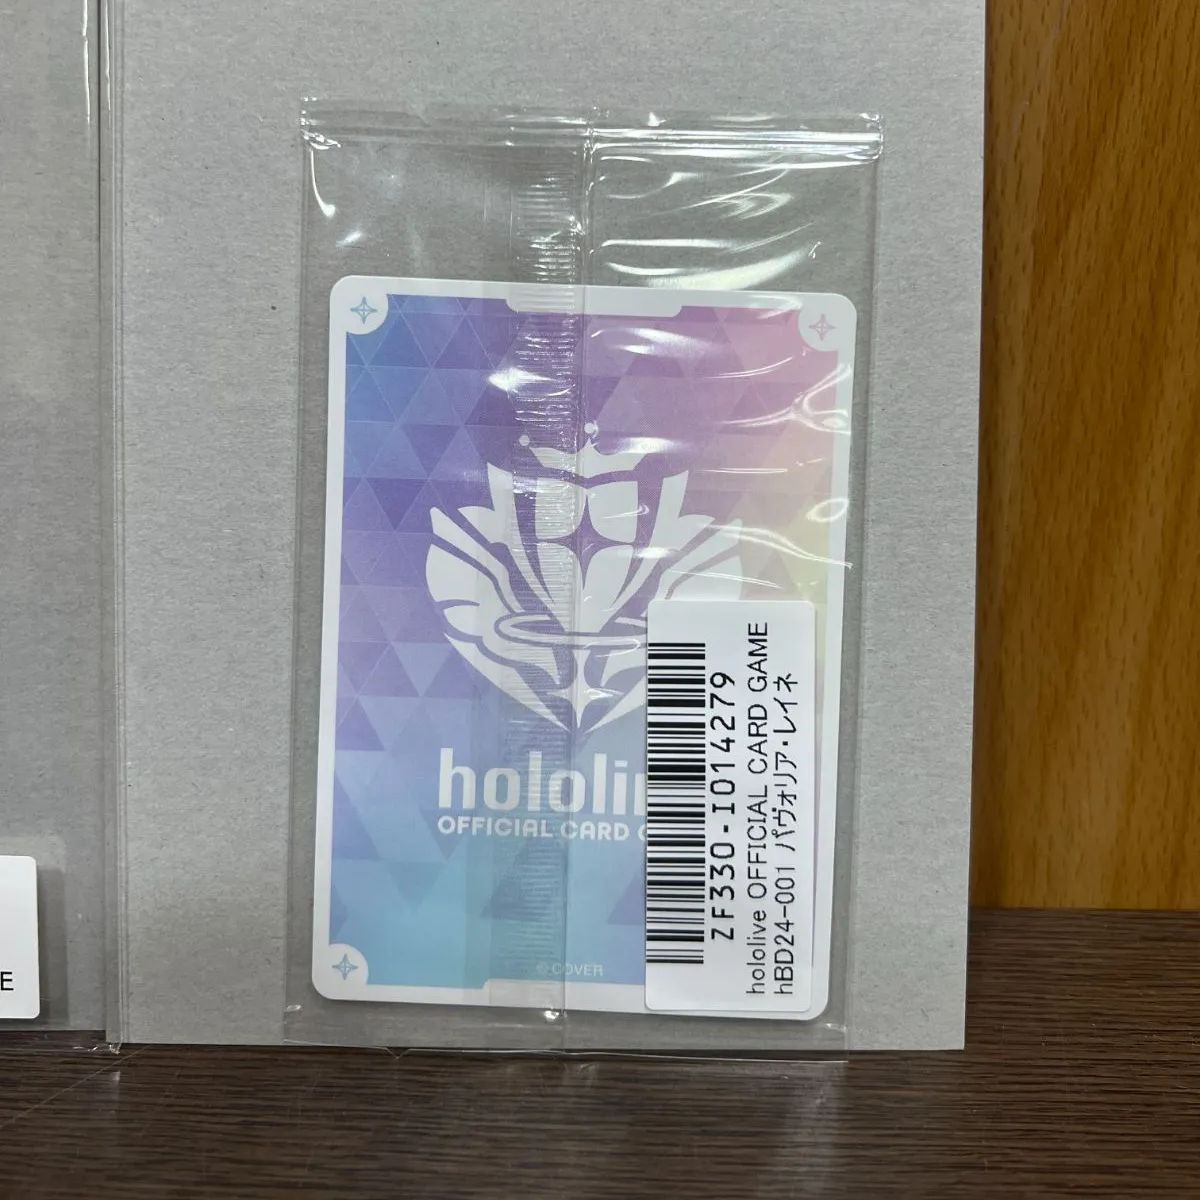 hololi
OFFICIAL CARD
© COVER
ZF330-I014279
hololive OFFICIAL CARD GAME
hBD24-001 パヴォリア・レイネ
E